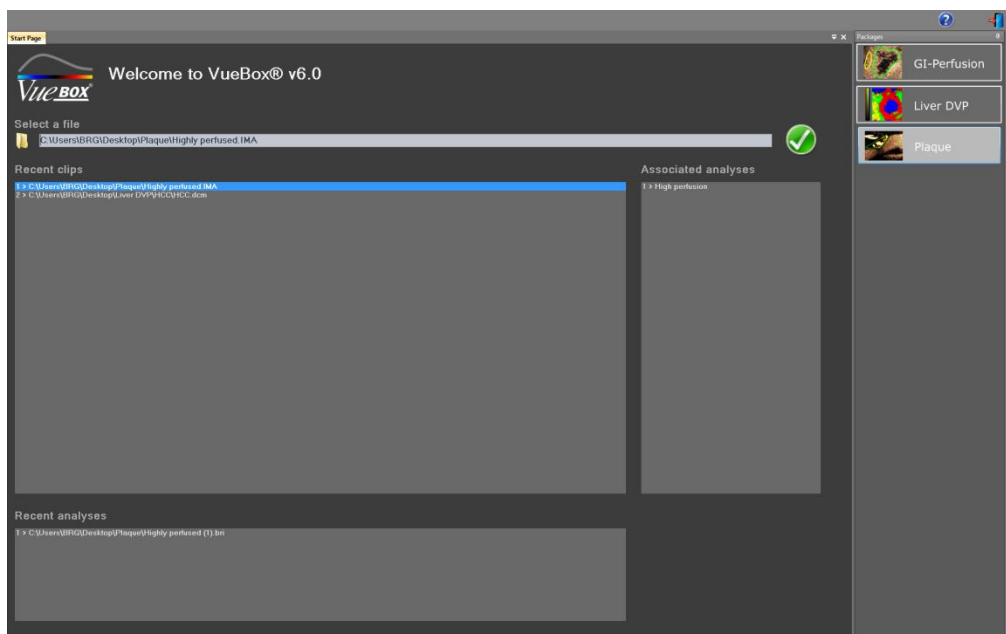 Start Page
Packages
VUEBOX®
Welcome to VueBox® v6.0
GI-Perfusion
Liver DVP
Plaque
Select a file
C:\Users\BRG\Desktop\Plaque\Highly perfused.IMA
Recent clips
1 > C:\Users\BRG\Desktop\Plaque\Highly perfused.IMA
2 > C:\Users\BRG\Desktop\Liver DVP\HCC\HCC.dcm
Associated analyses
1 > High perfusion
Recent analyses
1 > C:\Users\BRG\Desktop\Plaque\Highly perfused (1).bri